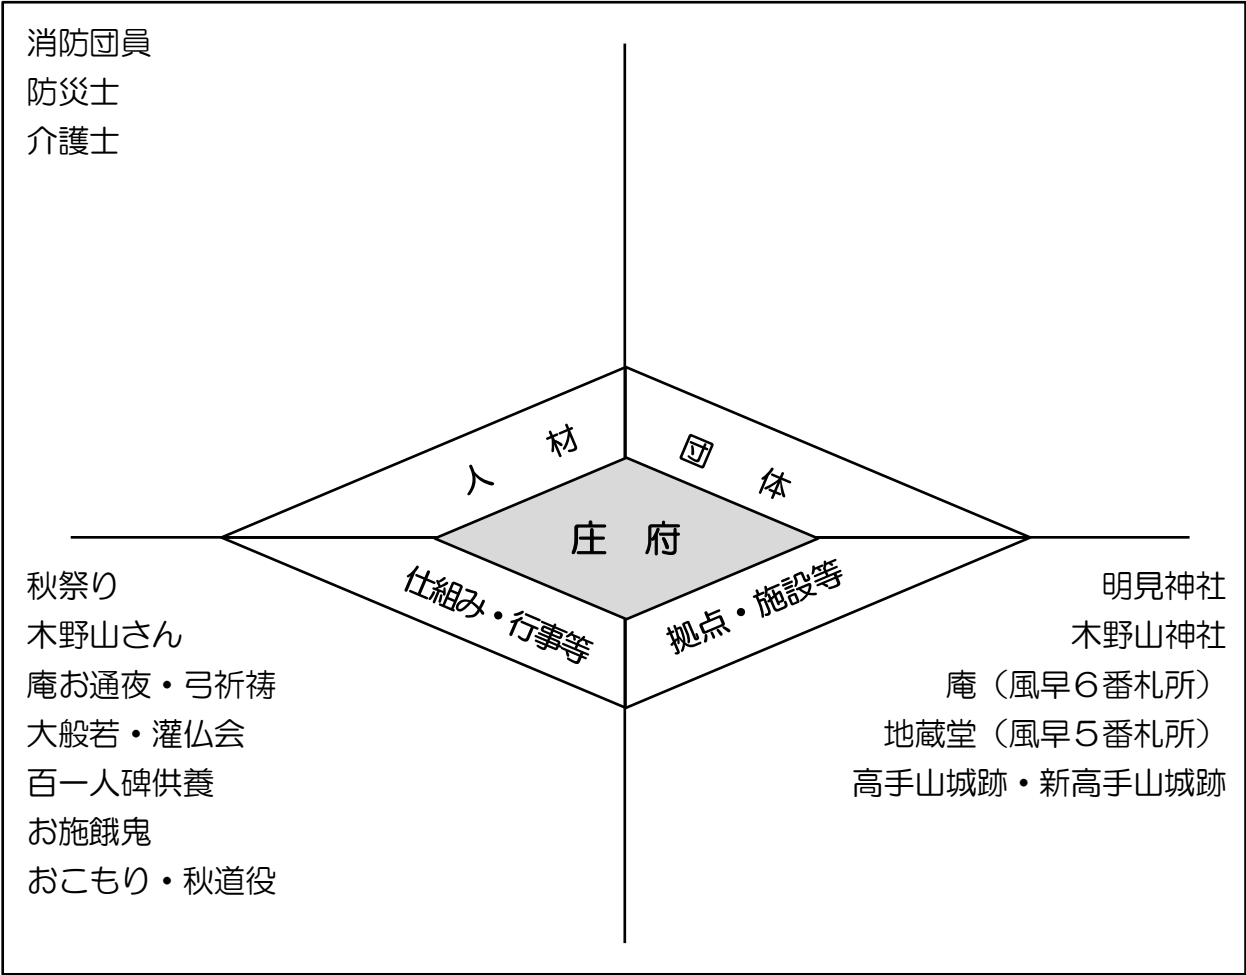 消防団員
防災士
介護士
人材
団体
庄府
仕組み・行事等
拠点・施設等
秋祭り
木野山さん
庵お通夜・弓祈祷
大般若・灌仏会
百一人碑供養
お施餓鬼
おこもり・秋道役
明見神社
木野山神社
庵（風早６番札所）
地蔵堂（風早５番札所）
高手山城跡・新高手山城跡